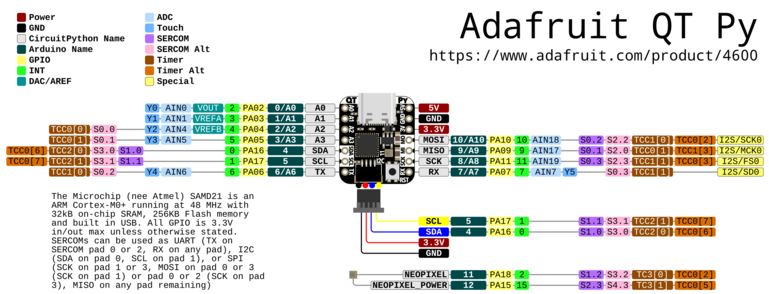 Adafruit QT Py
https://www.adafruit.com/product/4600
Power
GND
CircuitPython Name
Arduino Name
GPIO
INT
DAC/AREF
ADC
Touch
SERCOM
SERCOM Alt
Timer
Timer Alt
Special
QT PY
Y0 AIN0 VOUT 2 PA02 0/A0 A0
Y1 AIN1 VREFA 3 PA03 1/A1 A1
TCC0[0] S0.0 Y2 AIN4 VREFB 4 PA04 2/A2 A2
TCC0[1] S0.1 Y3 AIN5 5 PA05 3/A3 A3
TCC0[6] TCC2[0] S3.0 S1.0 0 PA16 4 SDA
TCC0[7] TCC2[1] S3.1 S1.1 1 PA17 5 SCL
TCC1[0] S0.2 Y4 AIN6 6 PA06 6/A6 TX
5V
GND
3.3V
MOSI 10/A10 PA10 10 AIN18 S0.2 S2.2 TCC1[0] TCC0[2] I2S/SCK0
MISO 9/A9 PA09 9 AIN17 S0.1 S2.1 TCC0[1] TCC1[3] I2S/MCK0
SCK 8/A8 PA11 11 AIN19 S0.3 S2.3 TCC1[1] TCC0[3] I2S/FS0
RX 7/A7 PA07 7 AIN7 Y5 S0.3 TCC1[1] I2S/SD0
SCL 5 PA17 1 S1.1 S3.1 TCC2[1] TCC0[7]
SDA 4 PA16 0 S1.0 S3.0 TCC2[0] TCC0[6]
3.3V
GND
NEOPIXEL 11 PA18 2 S1.2 S3.2 TC3[0] TCC0[2]
NEOPIXEL_POWER 12 PA15 15 S2.3 S4.3 TC3[1] TCC0[5]
The Microchip (nee Atmel) SAMD21 is an
ARM Cortex-M0+ running at 48 MHz with
32kB on-chip SRAM, 256KB Flash memory
and built in USB. All GPIO is 3.3V
in/out max unless otherwise stated.
SERCOMs can be used as UART (TX on
SERCOM pad 0 or 2, RX on any pad), I2C
(SDA on pad 0, SCL on pad 1), or SPI
(SCK on pad 1 or 3, MOSI on pad 0 or 3
(SCK on pad 1) or pad 0 or 2 (SCK on pad
3), MISO on any pad remaining)